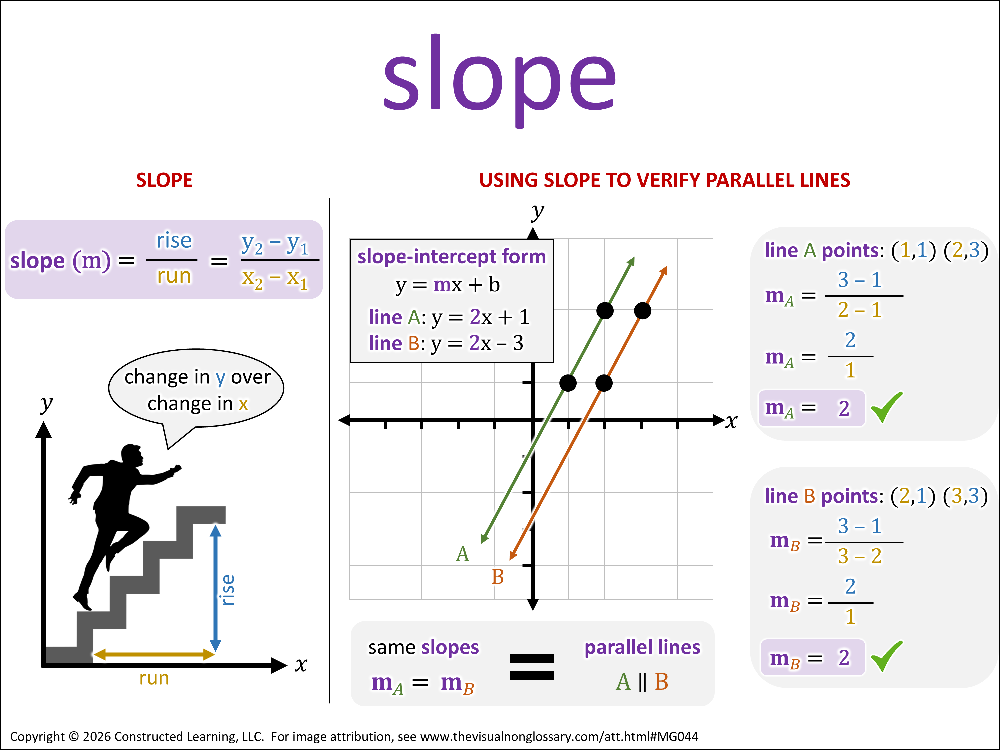 slope
SLOPE
slope (m) = rise / run = y₂ – y₁ / x₂ – x₁
change in y over
change in x
y
x
rise
run
USING SLOPE TO VERIFY PARALLEL LINES
y
x
slope-intercept form
y = mx + b
line A: y = 2x + 1
line B: y = 2x – 3
A
B
same slopes = parallel lines
m_A = m_B
A ∥ B
line A points: (1,1) (2,3)
m_A = 3 – 1 / 2 – 1
m_A = 2 / 1
m_A = 2
line B points: (2,1) (3,3)
m_B = 3 – 1 / 3 – 2
m_B = 2 / 1
m_B = 2
Copyright © 2026 Constructed Learning, LLC. For image attribution, see www.thevisualnonglossary.com/att.html#MG044